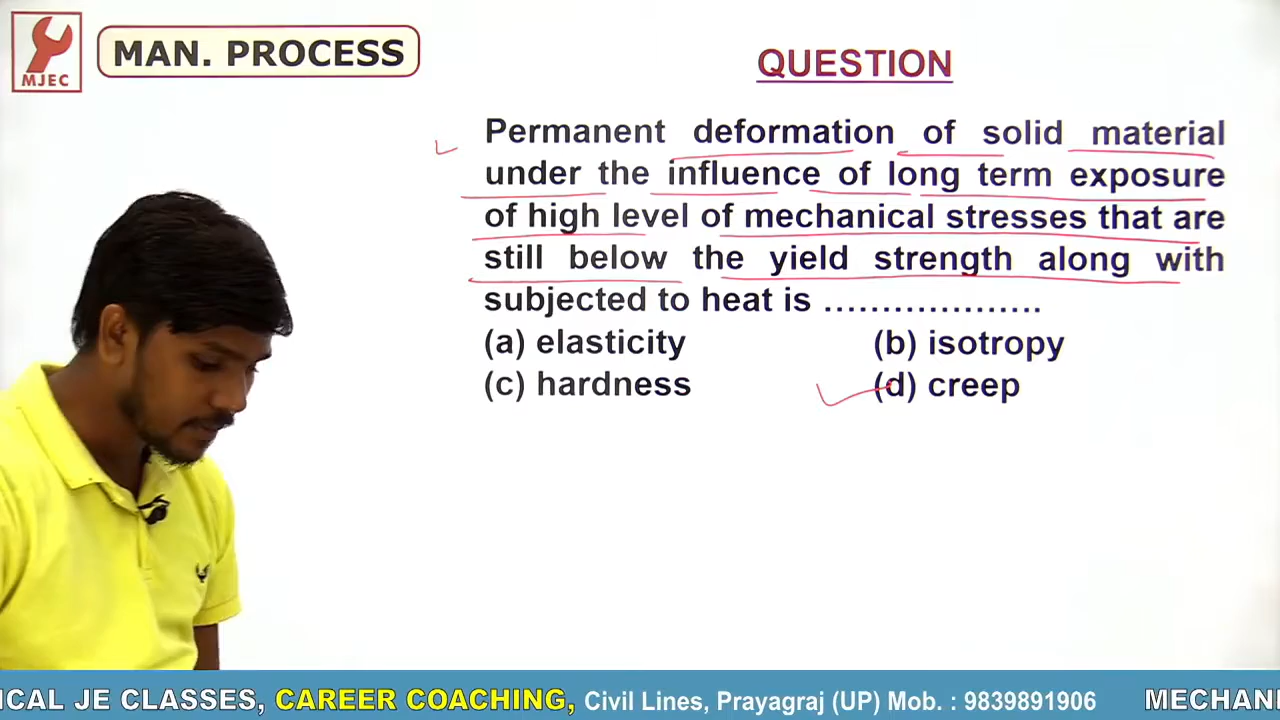 MJEC
MAN. PROCESS
QUESTION
Permanent deformation of solid material
under the influence of long term exposure
of high level of mechanical stresses that are
still below the yield strength along with
subjected to heat is ...................
(a) elasticity (b) isotropy
(c) hardness (d) creep
ICAL JE CLASSES, CAREER COACHING, Civil Lines, Prayagraj (UP) Mob. : 9839891906 MECHANI